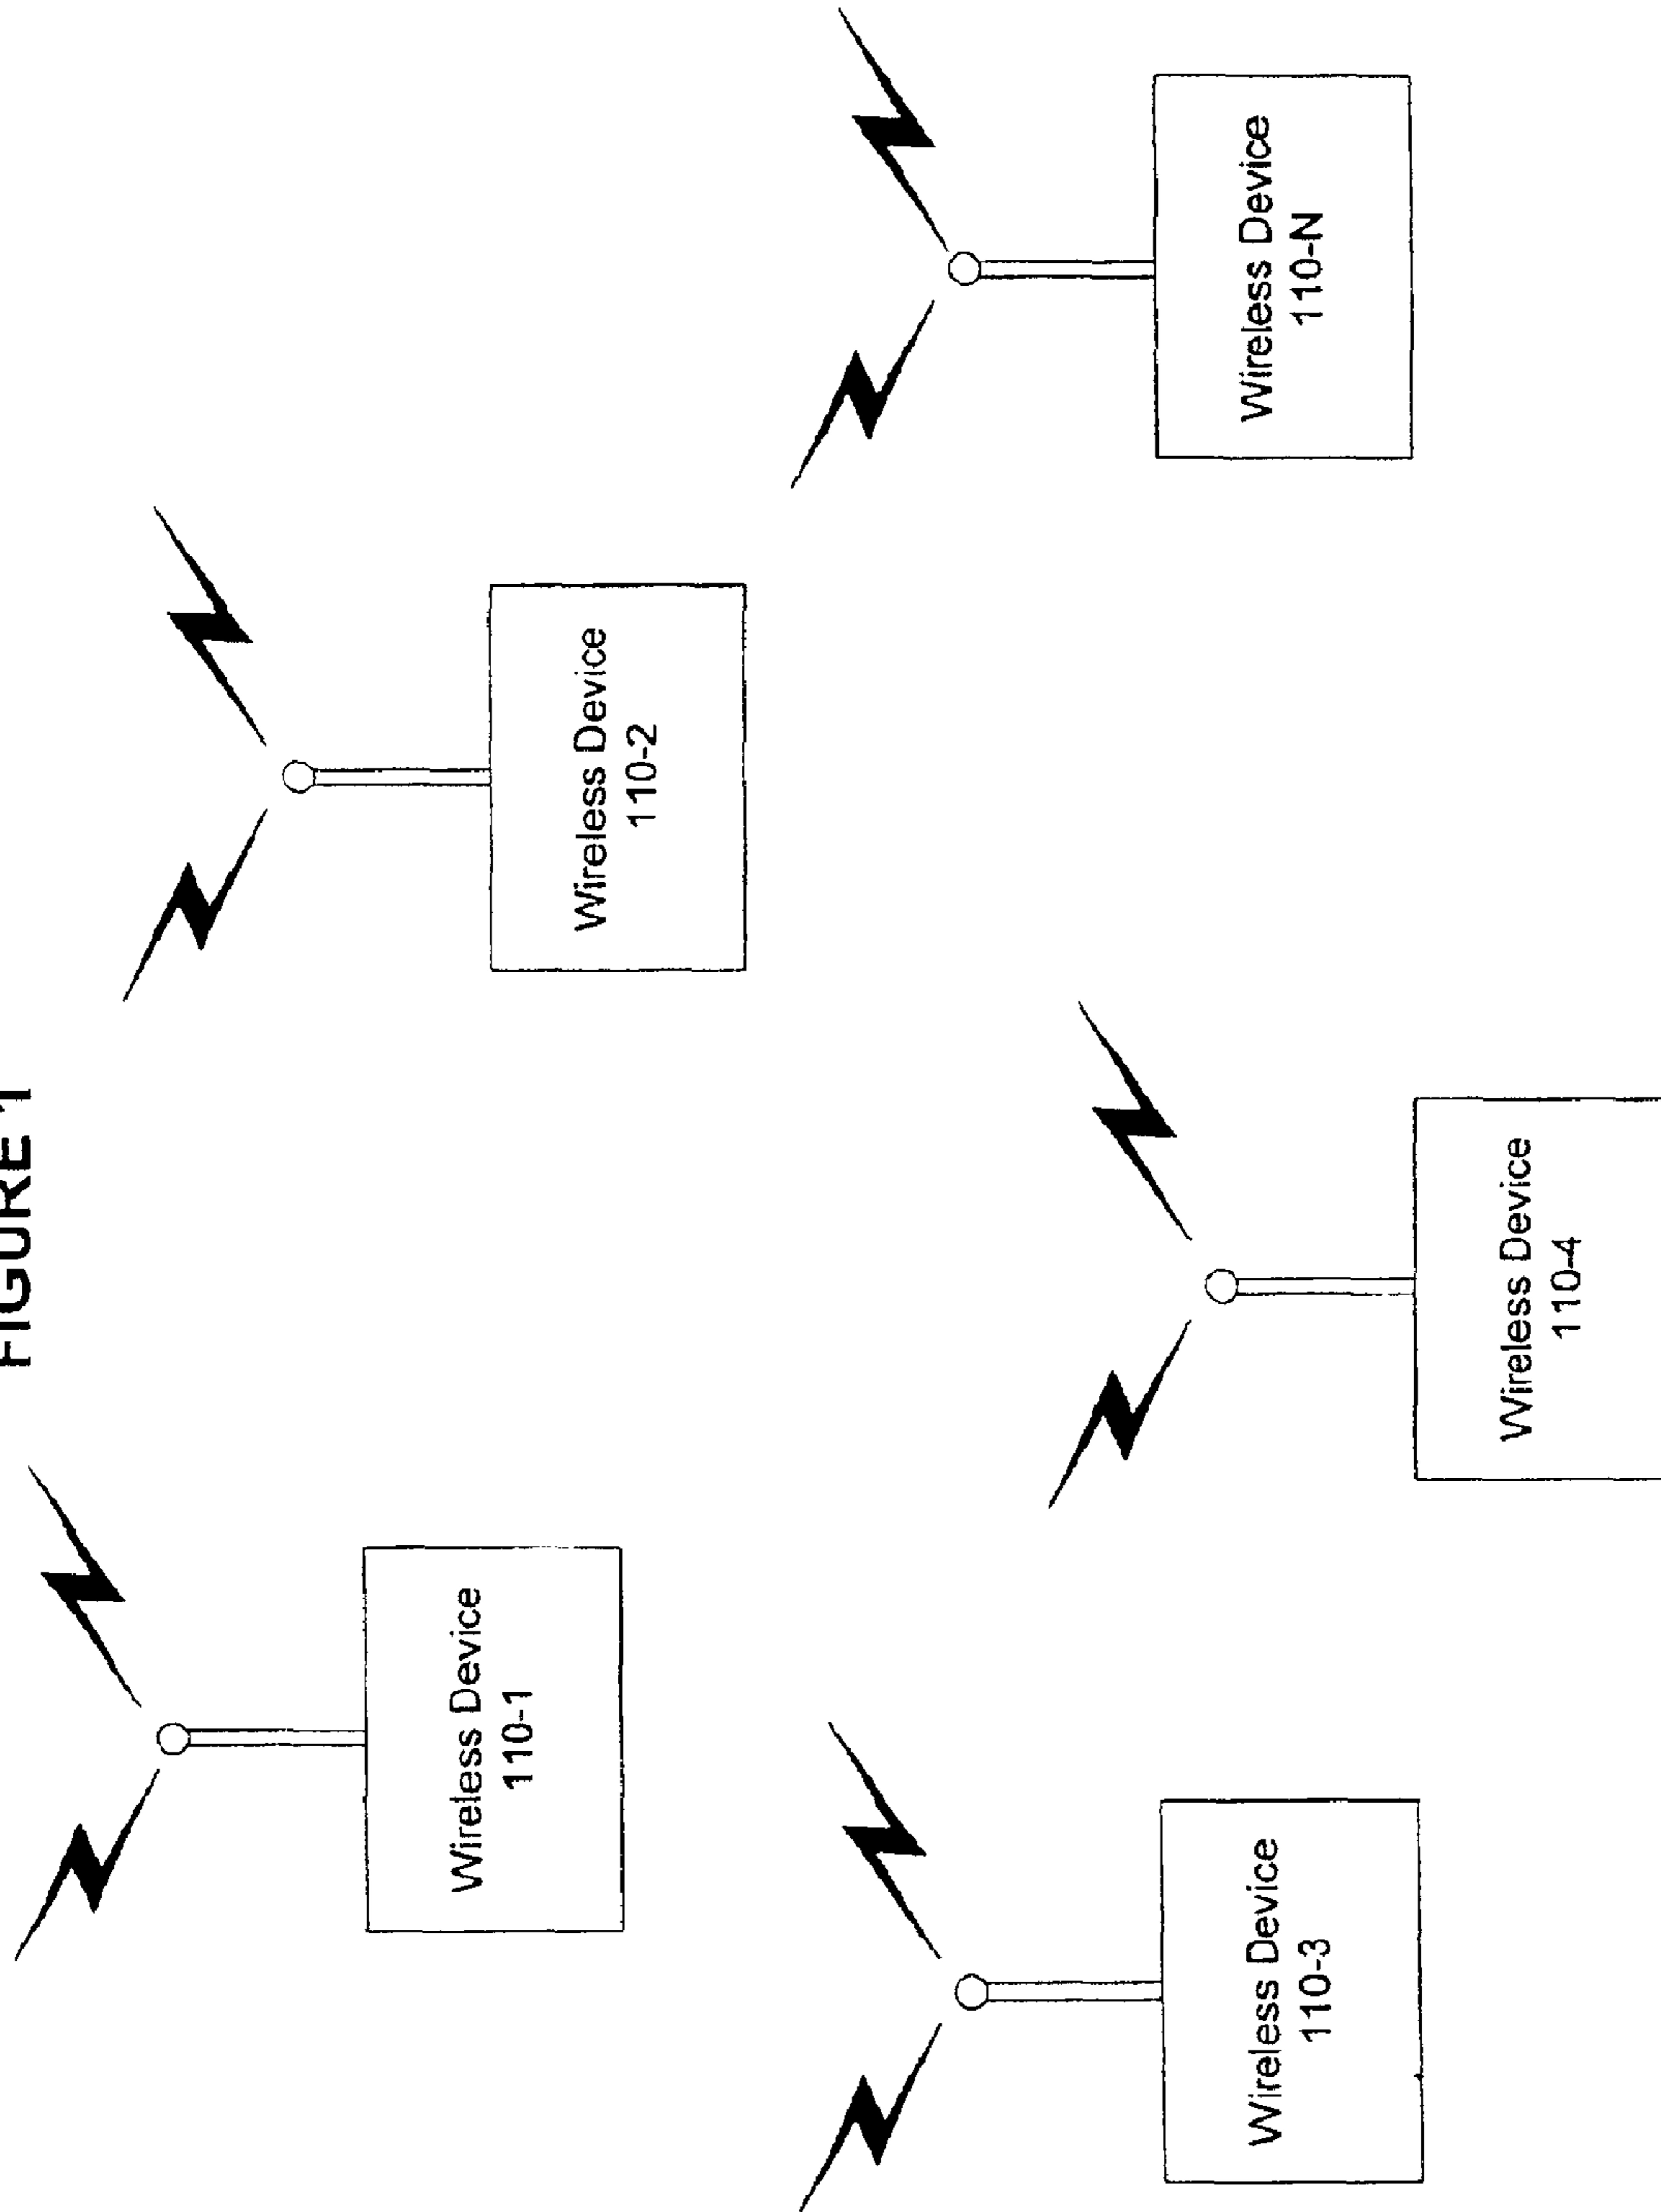 FIGURE 1
Wireless Device
110-1
Wireless Device
110-2
Wireless Device
110-3
Wireless Device
110-4
Wireless Device
110-N